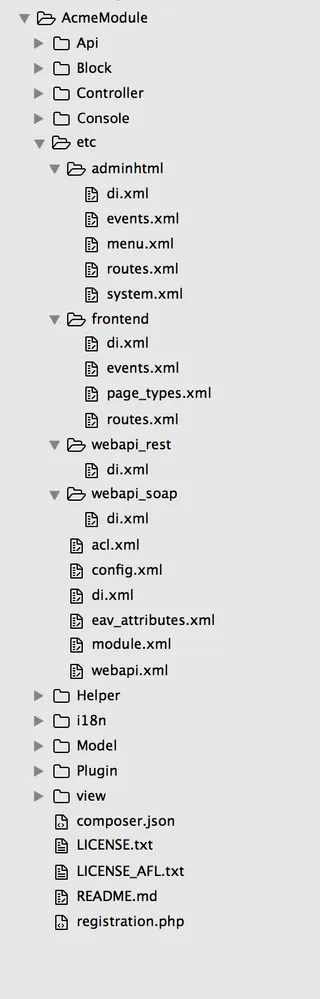 AcmeModule
Api
Block
Controller
Console
etc
adminhtml
di.xml
events.xml
menu.xml
routes.xml
system.xml
frontend
di.xml
events.xml
page_types.xml
routes.xml
webapi_rest
di.xml
webapi_soap
di.xml
acl.xml
config.xml
di.xml
eav_attributes.xml
module.xml
webapi.xml
Helper
i18n
Model
Plugin
view
composer.json
LICENSE.txt
LICENSE_AFL.txt
README.md
registration.php